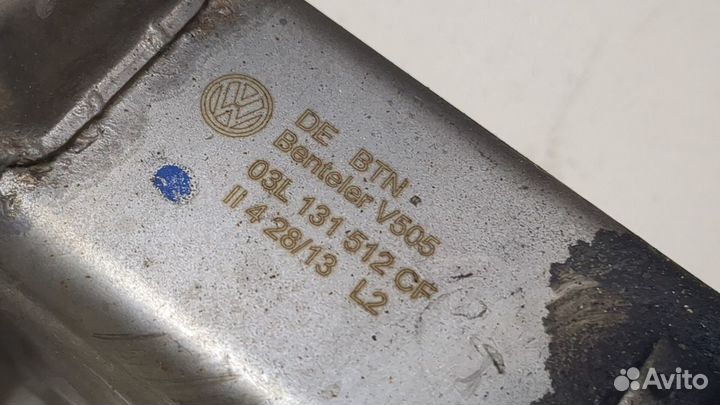 DE BTN
Benteler V505
03L 131 512 CF
II 4 28/13 L2
Avito